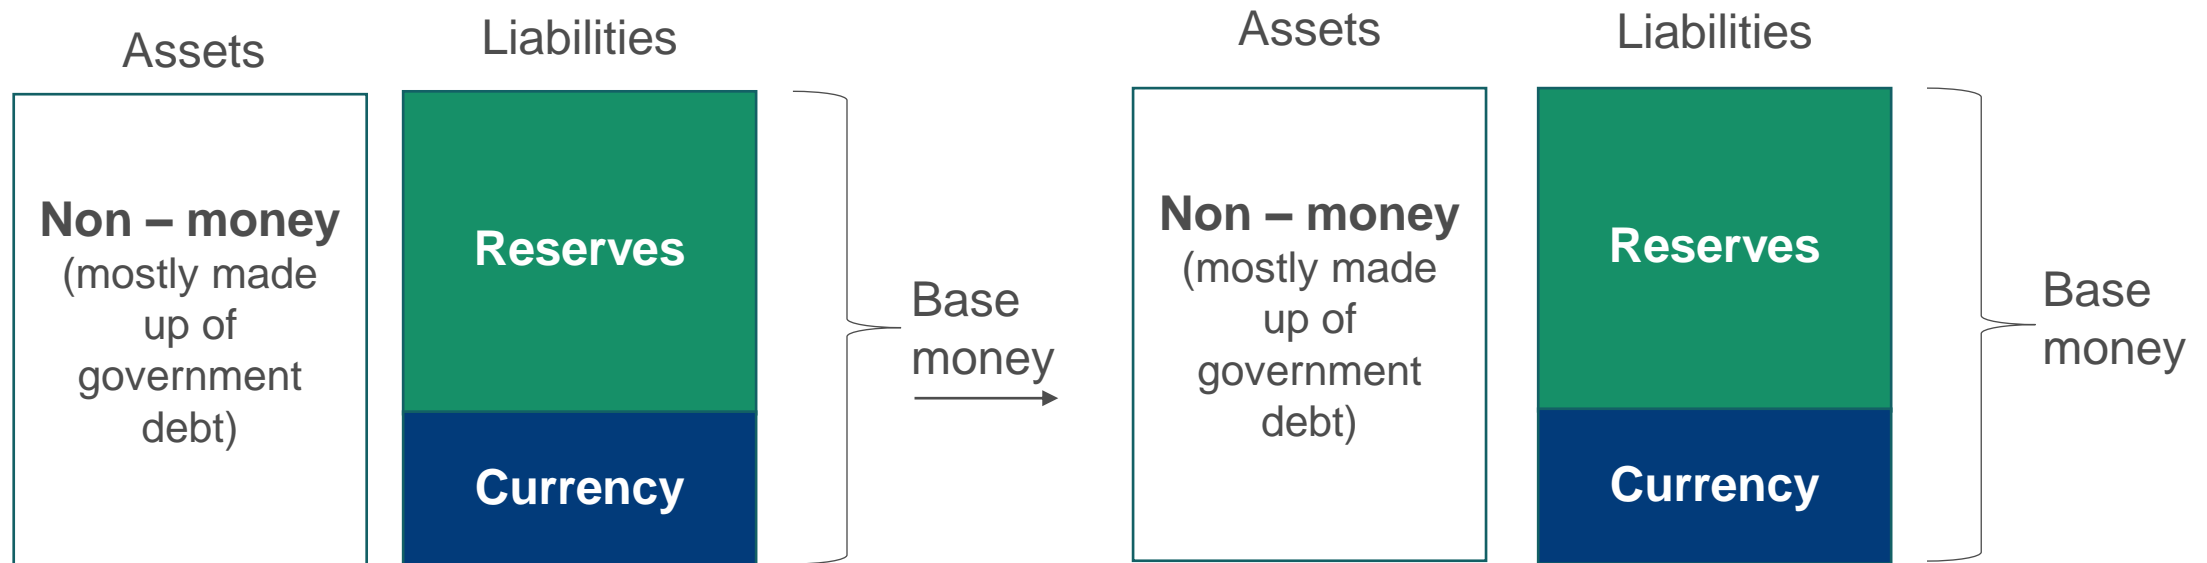 Assets
Liabilities
Non – money
(mostly made
up of
government
debt)
Reserves
Currency
Base
money
Assets
Liabilities
Non – money
(mostly made
up of
government
debt)
Reserves
Currency
Base
money